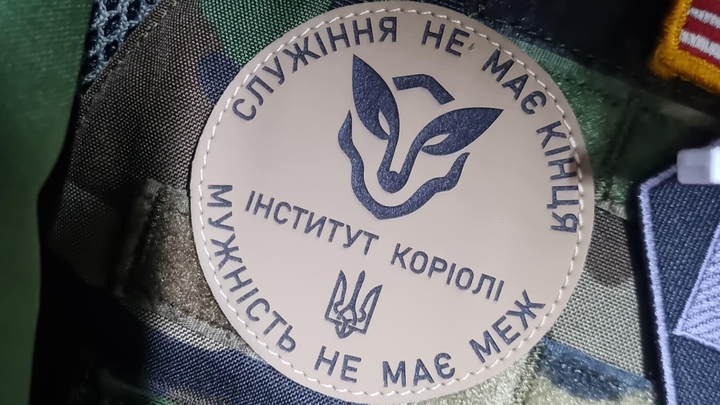 СЛУЖІННЯ НЕ МАЄ КІНЦЯ
ІНСТИТУТ КОРІОЛІ
МУЖНІСТЬ НЕ МАЄ МЕЖ